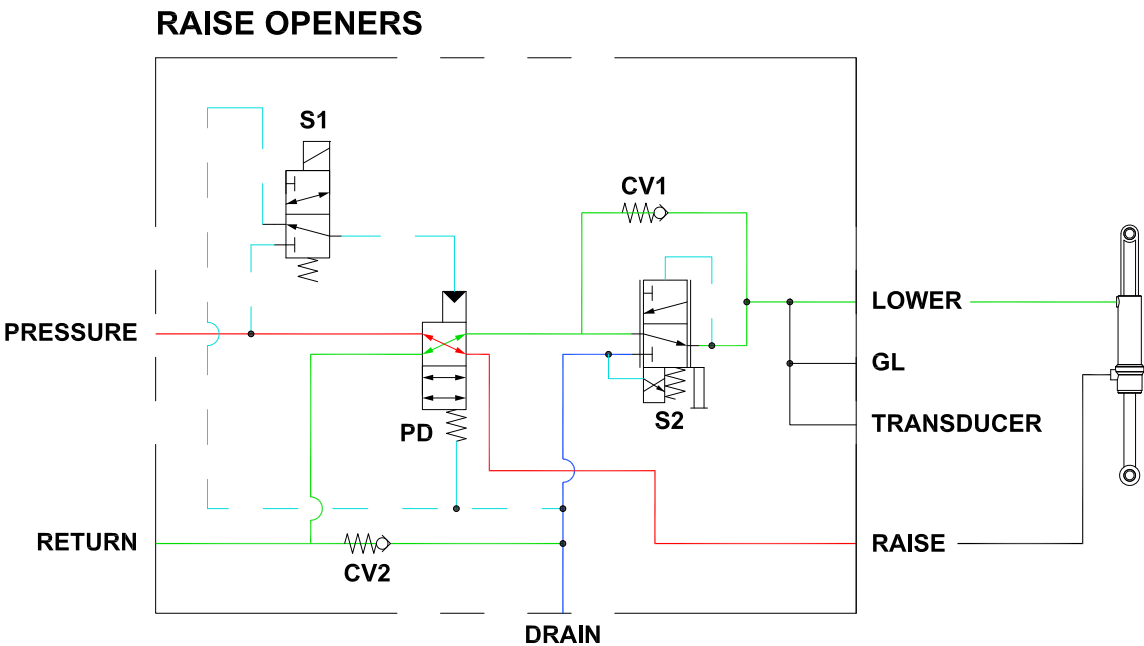 RAISE OPENERS
S1
CV1
LOWER
PRESSURE
GL
S2
TRANSDUCER
PD
RETURN
RAISE
CV2
DRAIN